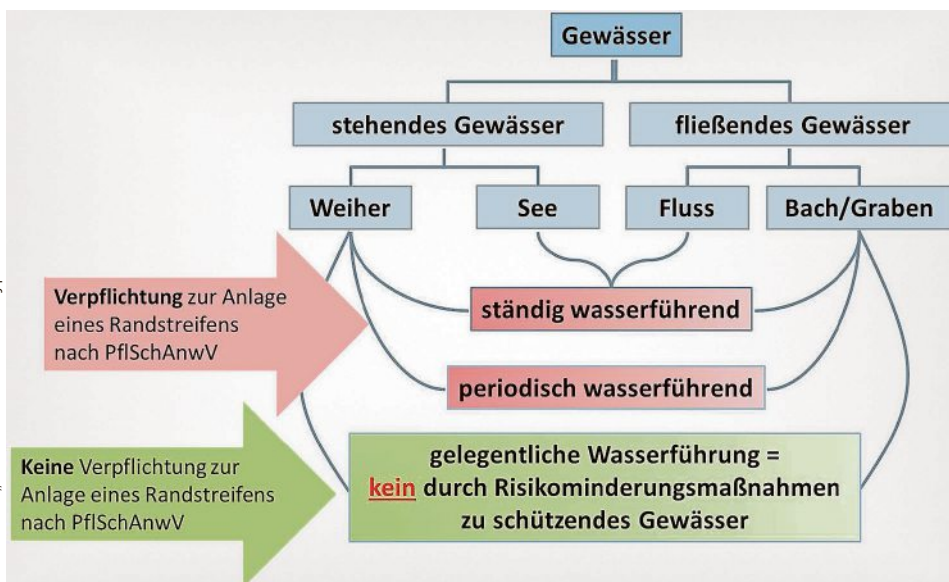 Gewässer
stehendes Gewässer
fließendes Gewässer
Weiher
See
Fluss
Bach/Graben
Verpflichtung zur Anlage
eines Randstreifens
nach PflSchAnwV
ständig wasserführend
periodisch wasserführend
Keine Verpflichtung zur
Anlage eines Randstreifens
nach PflSchAnwV
gelegentliche Wasserführung =
kein durch Risikominderungsmaßnahmen
zu schützendes Gewässer